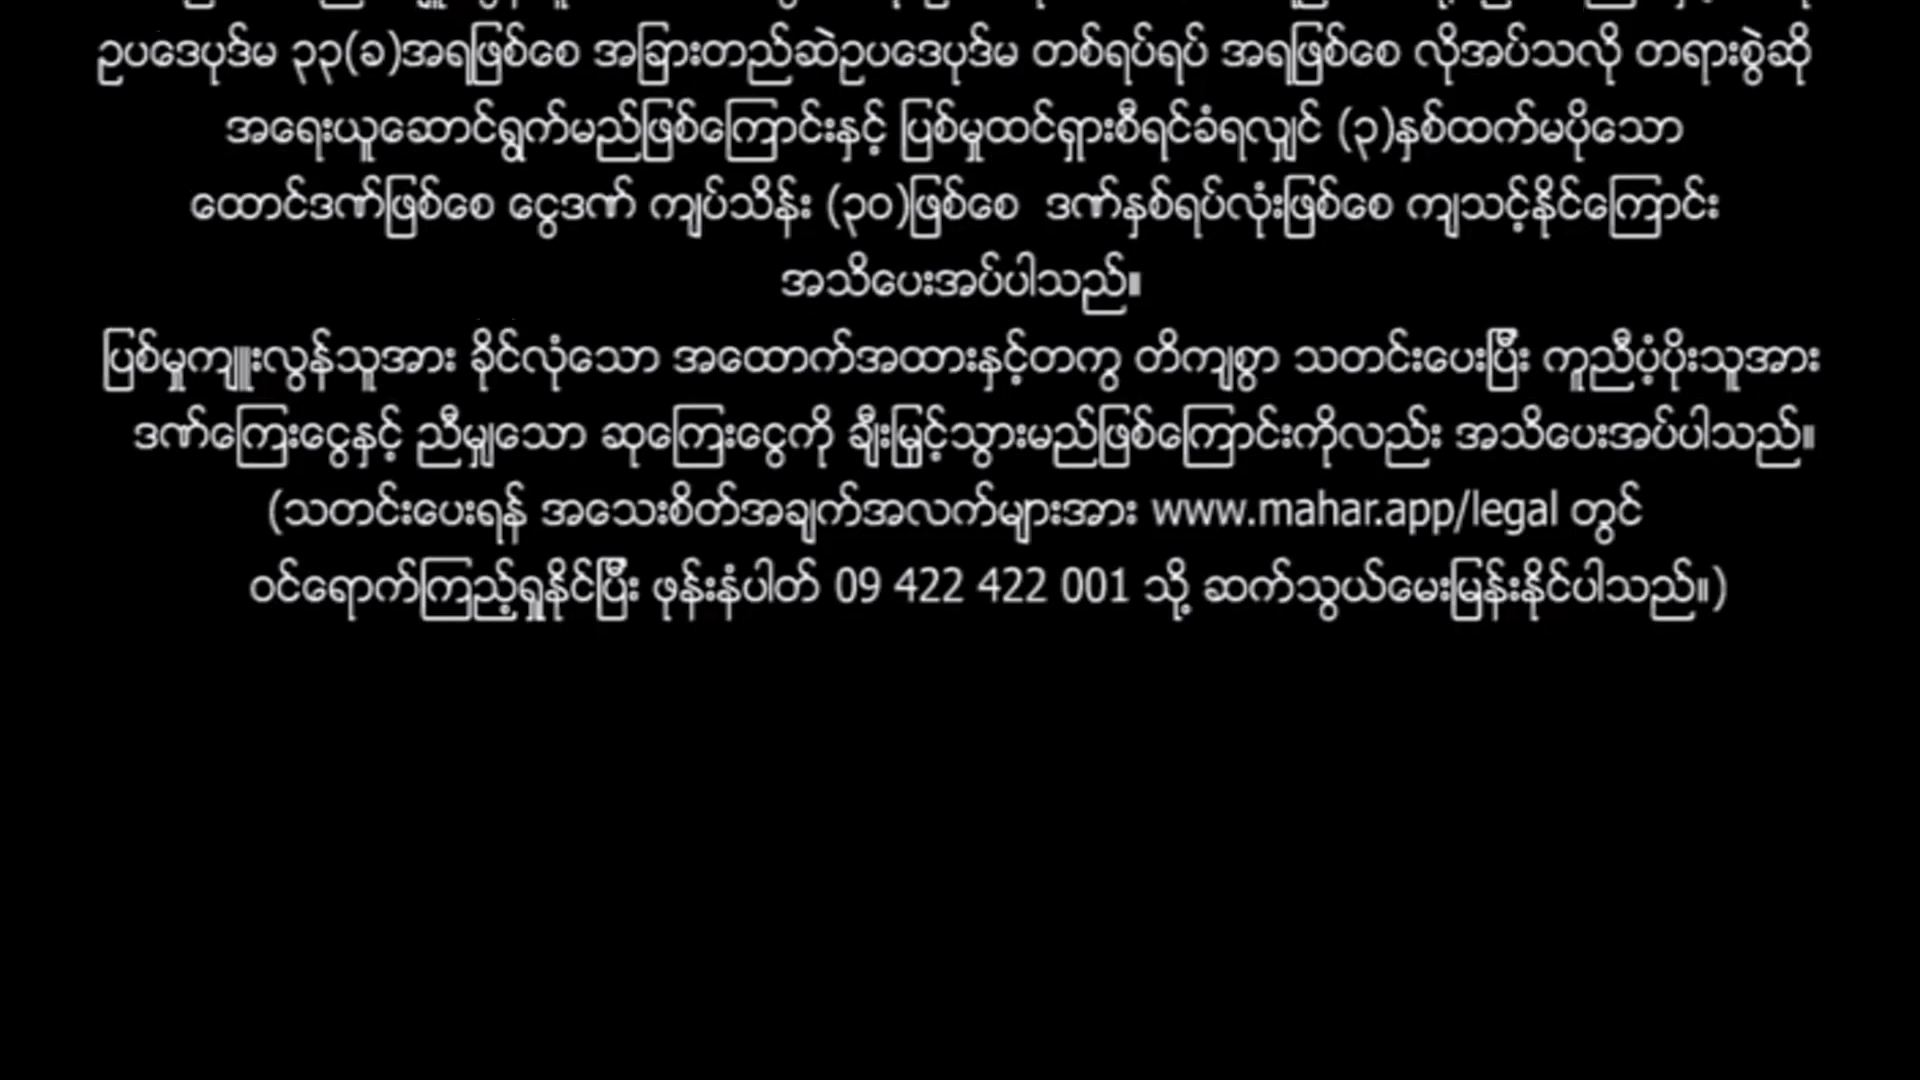 ဥပဒေပုဒ်မ ၃၃(ခ)အရဖြစ်စေ အခြားတည်ဆဲဥပဒေပုဒ်မ တစ်ရပ်ရပ် အရဖြစ်စေ လိုအပ်သလို တရားစွဲဆို
အရေးယူဆောင်ရွက်မည်ဖြစ်ကြောင်းနှင့် ပြစ်မှုထင်ရှားစီရင်ခံရလျှင် (၃)နှစ်ထက်မပိုသော
ထောင်ဒဏ်ဖြစ်စေ ငွေဒဏ် ကျပ်သိန်း (၃၀)ဖြစ်စေ ဒဏ်နှစ်ရပ်လုံးဖြစ်စေ ကျသင့်နိုင်ကြောင်း
အသိပေးအပ်ပါသည်။
ပြစ်မှုကျူးလွန်သူအား ခိုင်လုံသော အထောက်အထားနှင့်တကွ တိကျစွာ သတင်းပေးပြီး ကူညီပံ့ပိုးသူအား
ဒဏ်ကြေးငွေနှင့် ညီမျှသော ဆုကြေးငွေကို ချီးမြှင့်သွားမည်ဖြစ်ကြောင်းကိုလည်း အသိပေးအပ်ပါသည်။
(သတင်းပေးရန် အသေးစိတ်အချက်အလက်များအား www.mahar.app/legal တွင်
ဝင်ရောက်ကြည့်ရှုနိုင်ပြီး ဖုန်းနံပါတ် 09 422 422 001 သို့ ဆက်သွယ်မေးမြန်းနိုင်ပါသည်။)